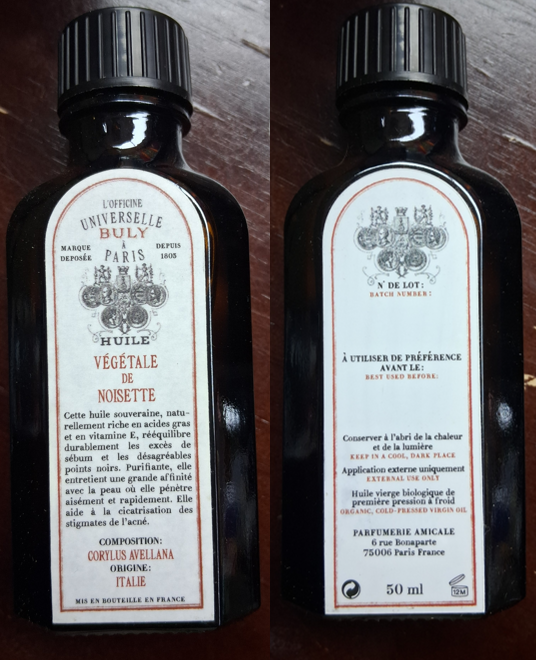 L'OFFICINE
UNIVERSELLE
BULY
À
PARIS
MARQUE
DEPOSÉE
DEPUIS
1803
HUILE
VÉGÉTALE
DE
NOISETTE
Cette huile souveraine, natu-
rellement riche en acides gras
et en vitamine E, rééquilibre
durablement les excès de
sébum et les désagréables
points noirs. Purifiante, elle
entretient une grande affinité
avec la peau où elle pénètre
aisément et rapidement. Elle
aide à la cicatrisation des
stigmates de l'acné.
COMPOSITION:
CORYLUS AVELLANA
ORIGINE:
ITALIE
MIS EN BOUTEILLE EN FRANCE
N° DE LOT:
BATCH NUMBER:
À UTILISER DE PRÉFÉRENCE
AVANT LE:
BEST USED BEFORE:
Conserver à l'abri de la chaleur
et de la lumière
KEEP IN A COOL, DARK PLACE
Application externe uniquement
EXTERNAL USE ONLY
Huile vierge biologique de
première pression à froid
ORGANIC, COLD-PRESSED VIRGIN OIL
PARFUMERIE AMICALE
6 rue Bonaparte
75006 Paris France
50 ml
12M